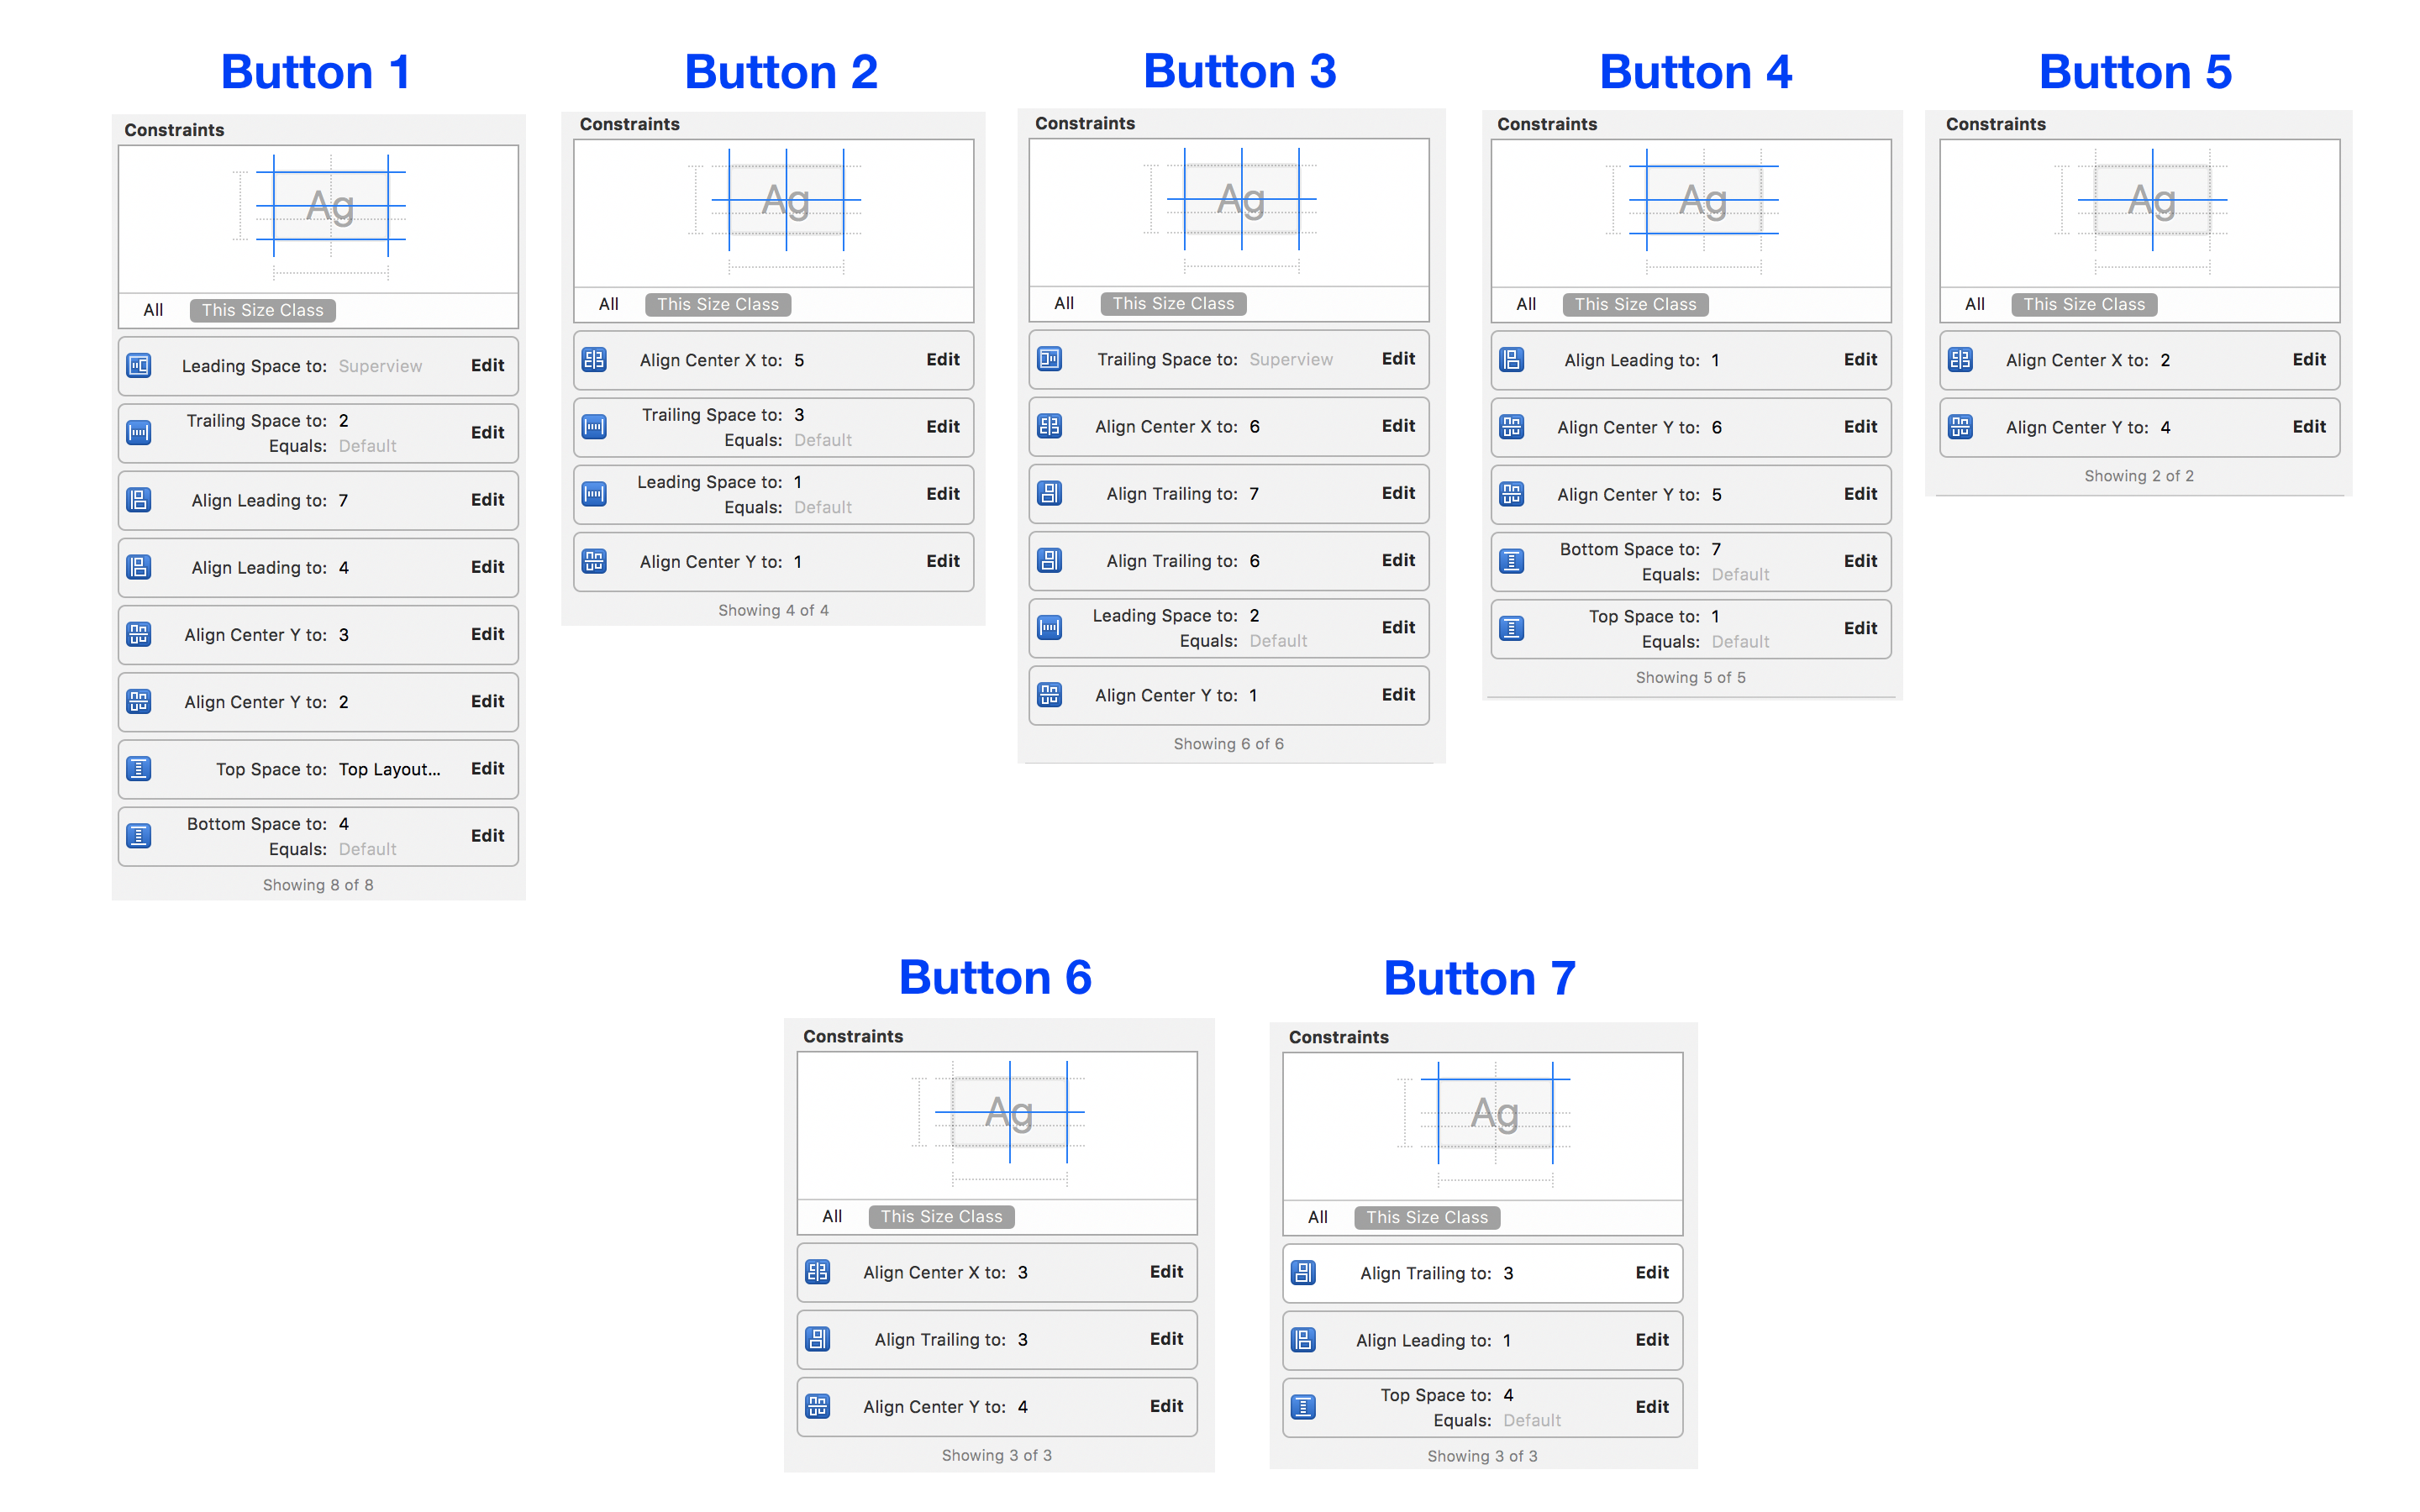 Button 1
Constraints
Ag
All This Size Class
Leading Space to: Superview Edit
Trailing Space to: 2
Equals: Default Edit
Align Leading to: 7 Edit
Align Leading to: 4 Edit
Align Center Y to: 3 Edit
Align Center Y to: 2 Edit
Top Space to: Top Layout... Edit
Bottom Space to: 4
Equals: Default Edit
Showing 8 of 8
Button 2
Constraints
Ag
All This Size Class
Align Center X to: 5 Edit
Trailing Space to: 3
Equals: Default Edit
Leading Space to: 1
Equals: Default Edit
Align Center Y to: 1 Edit
Showing 4 of 4
Button 3
Constraints
Ag
All This Size Class
Trailing Space to: Superview Edit
Align Center X to: 6 Edit
Align Trailing to: 7 Edit
Align Trailing to: 6 Edit
Leading Space to: 2
Equals: Default Edit
Align Center Y to: 1 Edit
Showing 6 of 6
Button 4
Constraints
Ag
All This Size Class
Align Leading to: 1 Edit
Align Center Y to: 6 Edit
Align Center Y to: 5 Edit
Bottom Space to: 7
Equals: Default Edit
Top Space to: 1
Equals: Default Edit
Showing 5 of 5
Button 5
Constraints
Ag
All This Size Class
Align Center X to: 2 Edit
Align Center Y to: 4 Edit
Showing 2 of 2
Button 6
Constraints
Ag
All This Size Class
Align Center X to: 3 Edit
Align Trailing to: 3 Edit
Align Center Y to: 4 Edit
Showing 3 of 3
Button 7
Constraints
Ag
All This Size Class
Align Trailing to: 3 Edit
Align Leading to: 1 Edit
Top Space to: 4
Equals: Default Edit
Showing 3 of 3